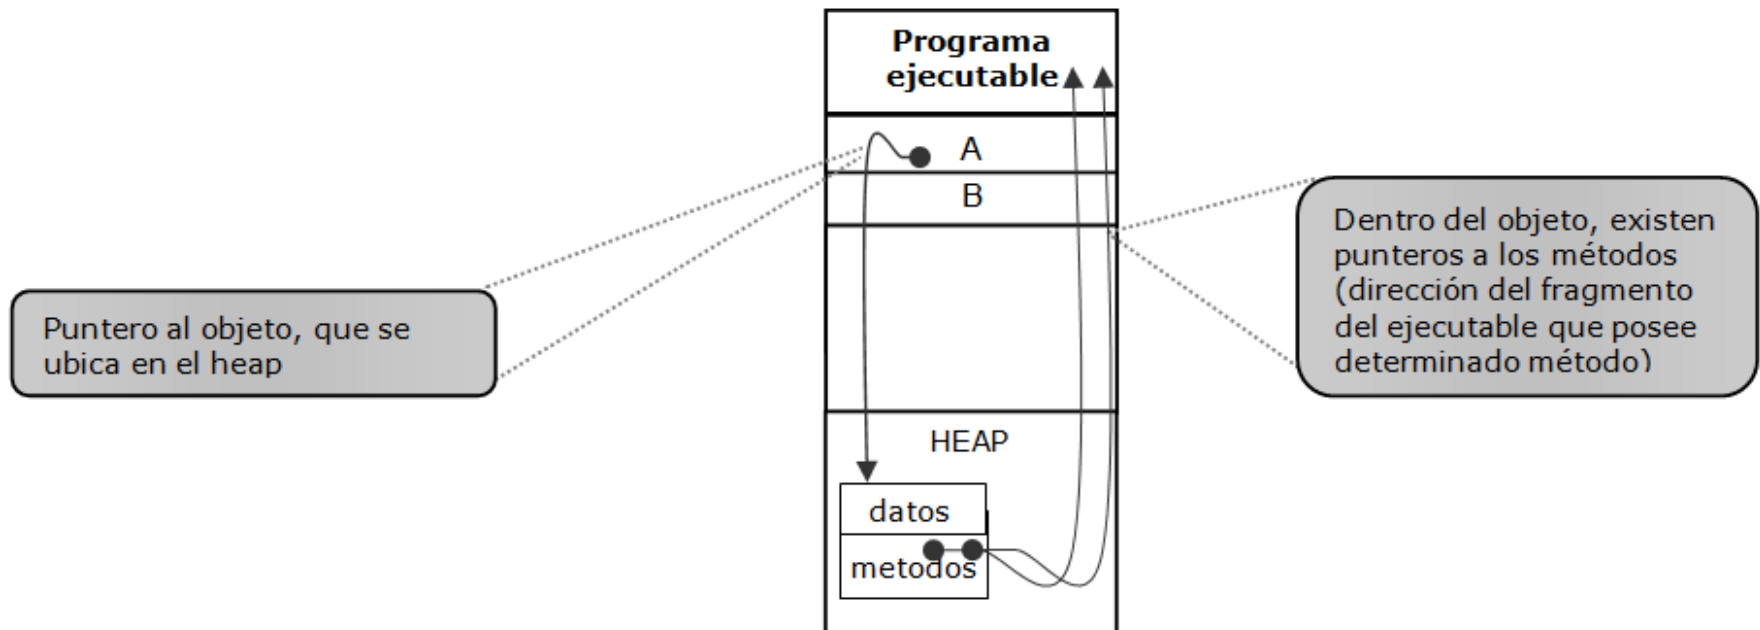 Programa
ejecutable
A
B
Puntero al objeto, que se
ubica en el heap
Dentro del objeto, existen
punteros a los métodos
(dirección del fragmento
del ejecutable que posee
determinado método)
HEAP
datos
metodos